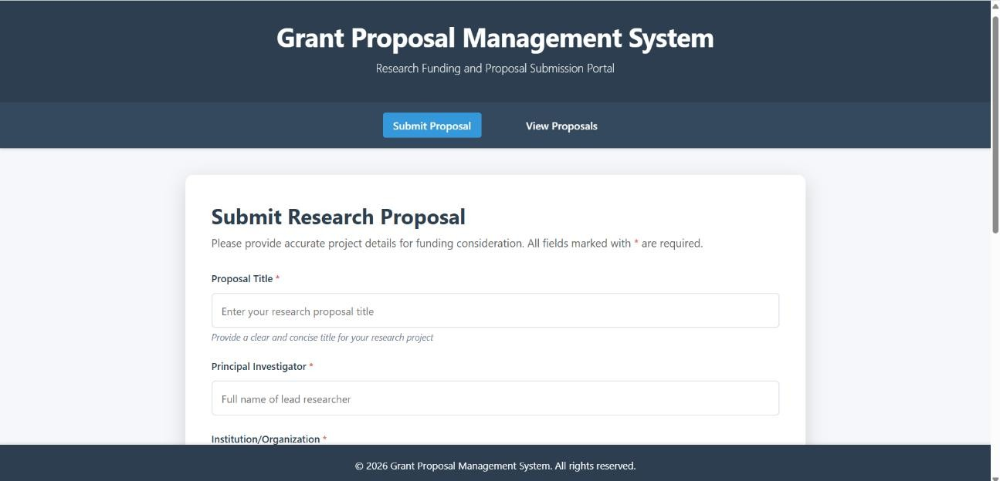 Grant Proposal Management System
Research Funding and Proposal Submission Portal
Submit Proposal
View Proposals
Submit Research Proposal
Please provide accurate project details for funding consideration. All fields marked with * are required.
Proposal Title *
Enter your research proposal title
Provide a clear and concise title for your research project
Principal Investigator *
Full name of lead researcher
Institution/Organization *
© 2026 Grant Proposal Management System. All rights reserved.